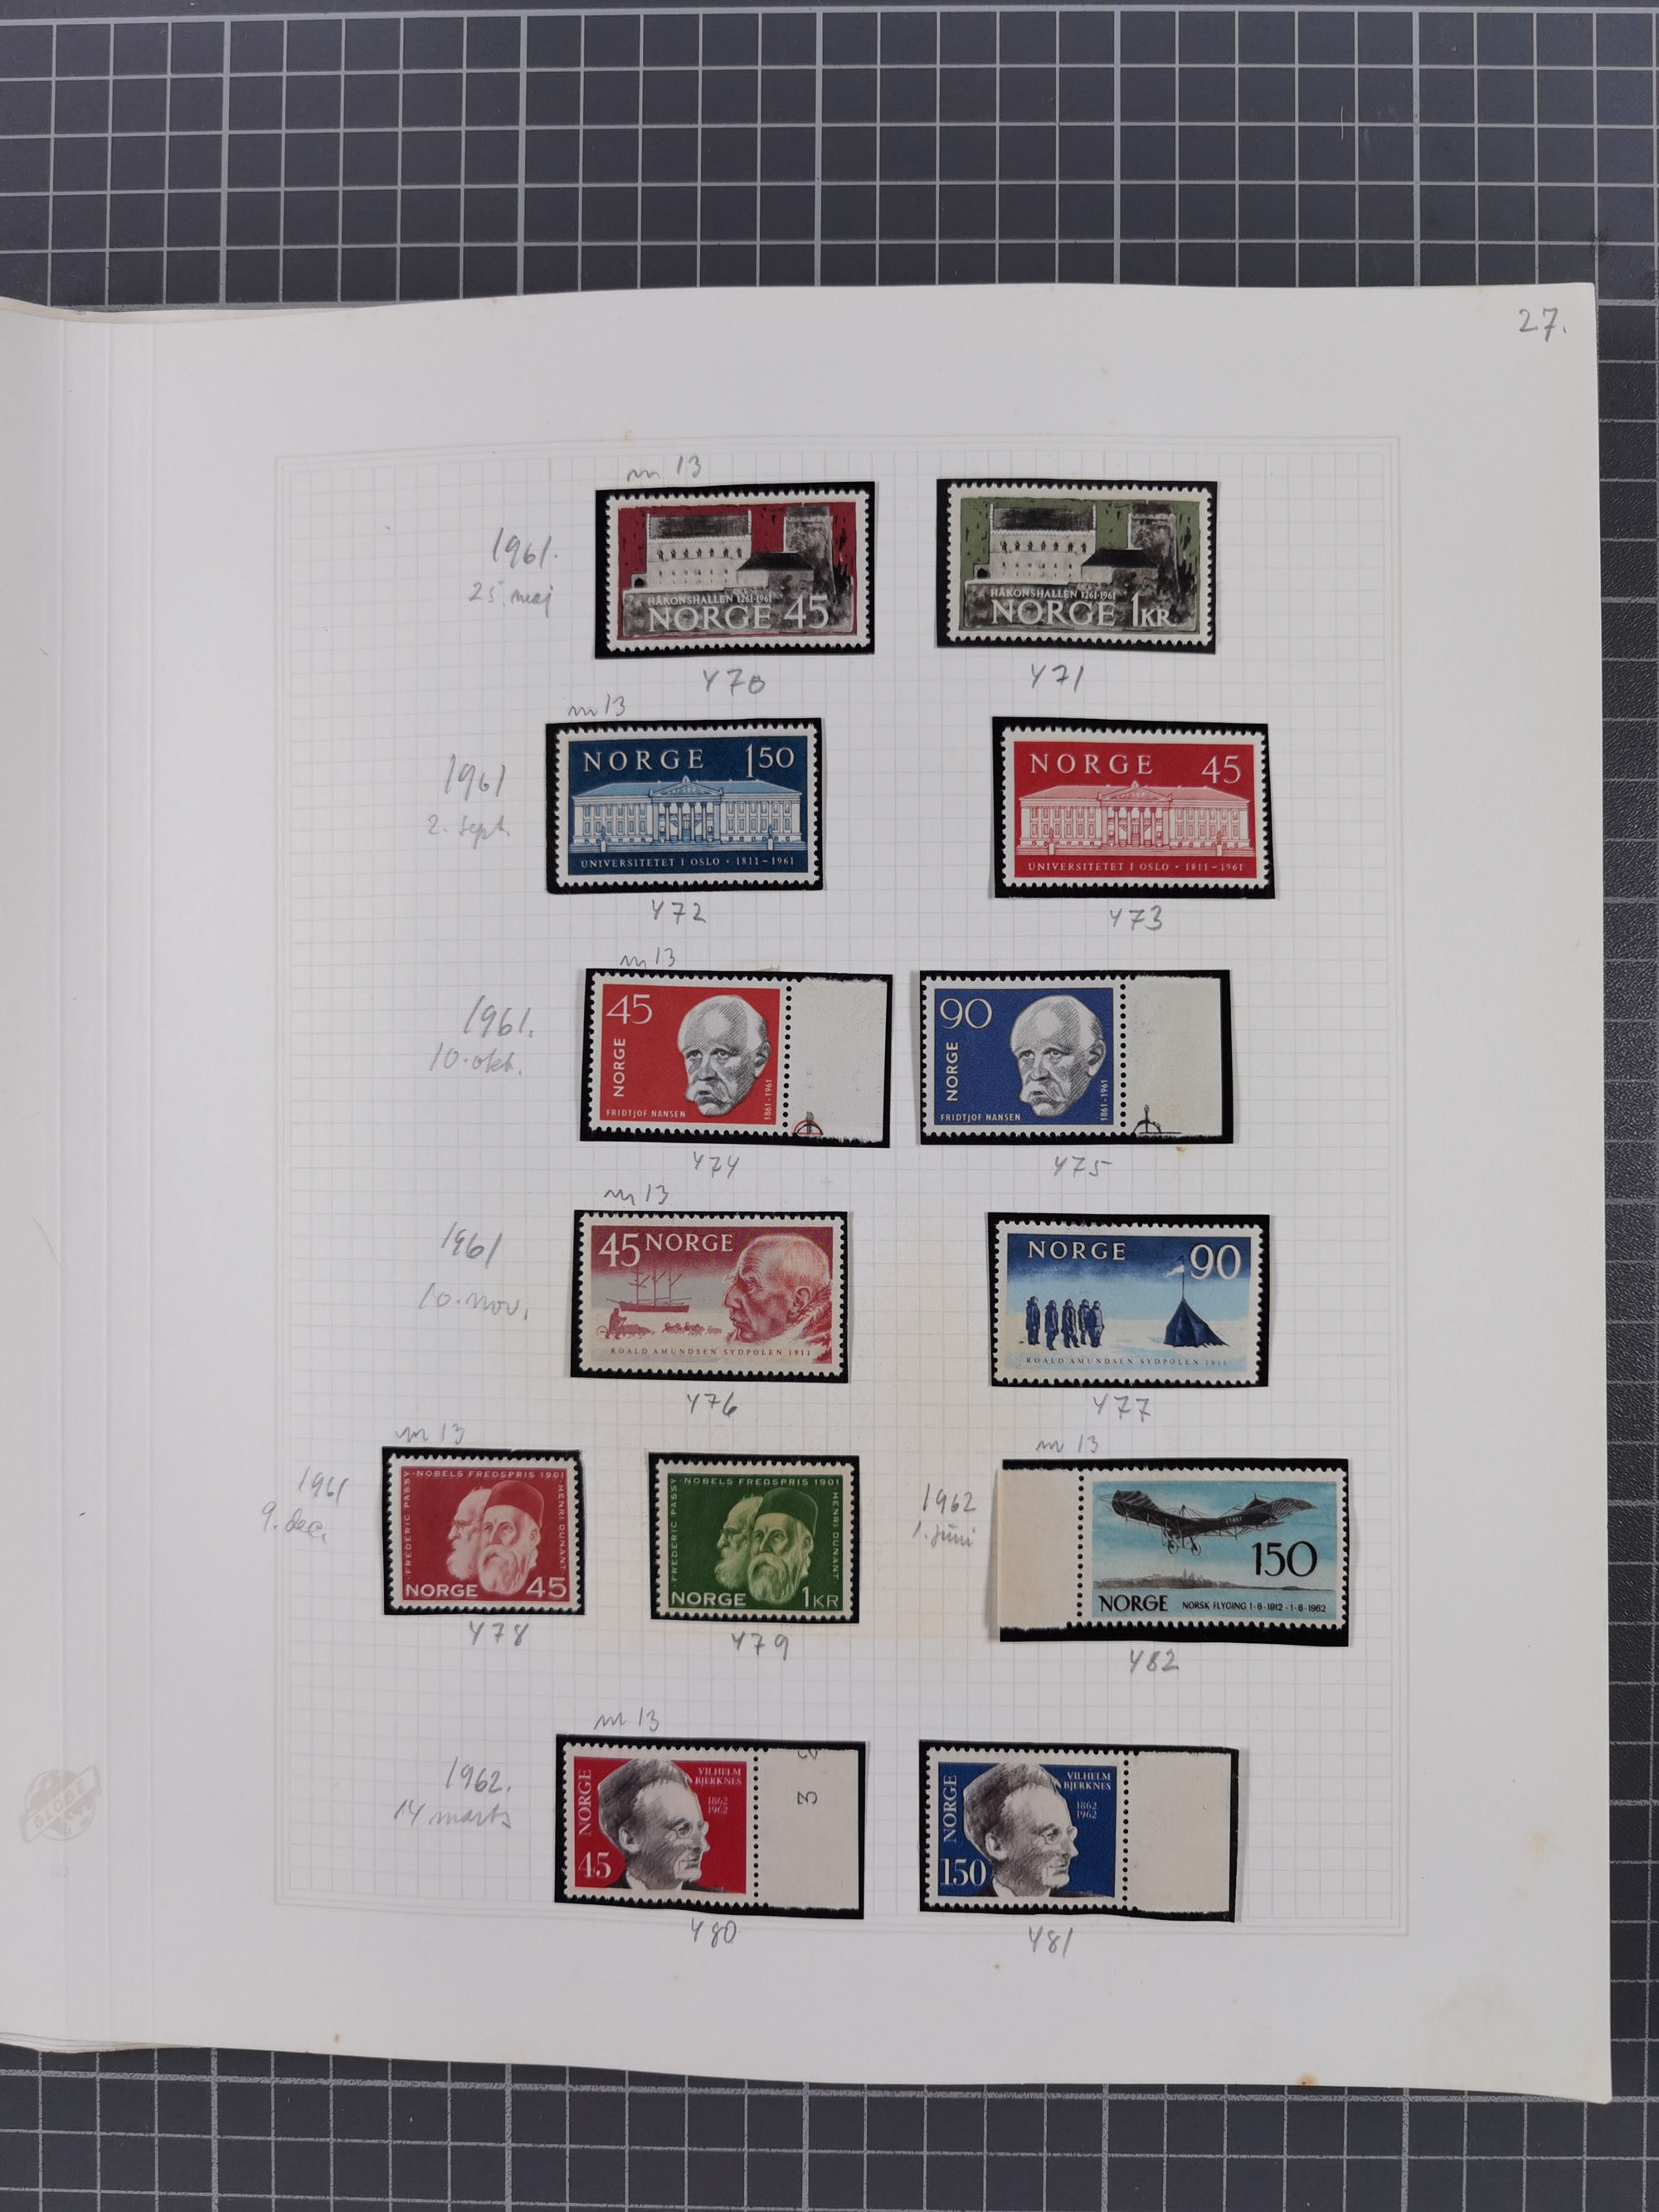 27.
m 13
1961.
25. maj
HÅKONSHALLEN 1261-1961
NORGE 45
HÅKONSHALLEN 1261-1961
NORGE 1KR
470
471
m 13
1961
2. sept.
NORGE 150
UNIVERSITETET I OSLO · 1811-1961
NORGE 45
UNIVERSITETET I OSLO · 1811-1961
472
473
m 13
1961.
10. okt.
45
NORGE
FRIDTJOF NANSEN
1861-1961
90
NORGE
FRIDTJOF NANSEN
1861-1961
474
475
m 13
1961
10. nov.
45 NORGE
ROALD AMUNDSEN SYDPOLEN 1911
NORGE 90
ROALD AMUNDSEN SYDPOLEN 1911
476
477
m 13
1961
9. dec.
·FREDERIC PASSY·NOBELS FREDSPRIS 1901·HENRI DUNANT·
NORGE 45
·FREDERIC PASSY·NOBELS FREDSPRIS 1901·HENRI DUNANT·
NORGE 1KR
478
479
m 13
1962
1. juni
150
NORGE NORSK FLYGING 1-6-1912 - 1-6-1962
482
m 13
1962.
14 marts
NORGE
VILHELM
BJERKNES
1862
1962
45
3
NORGE
VILHELM
BJERKNES
1862
1962
150
480
481
GLOBE